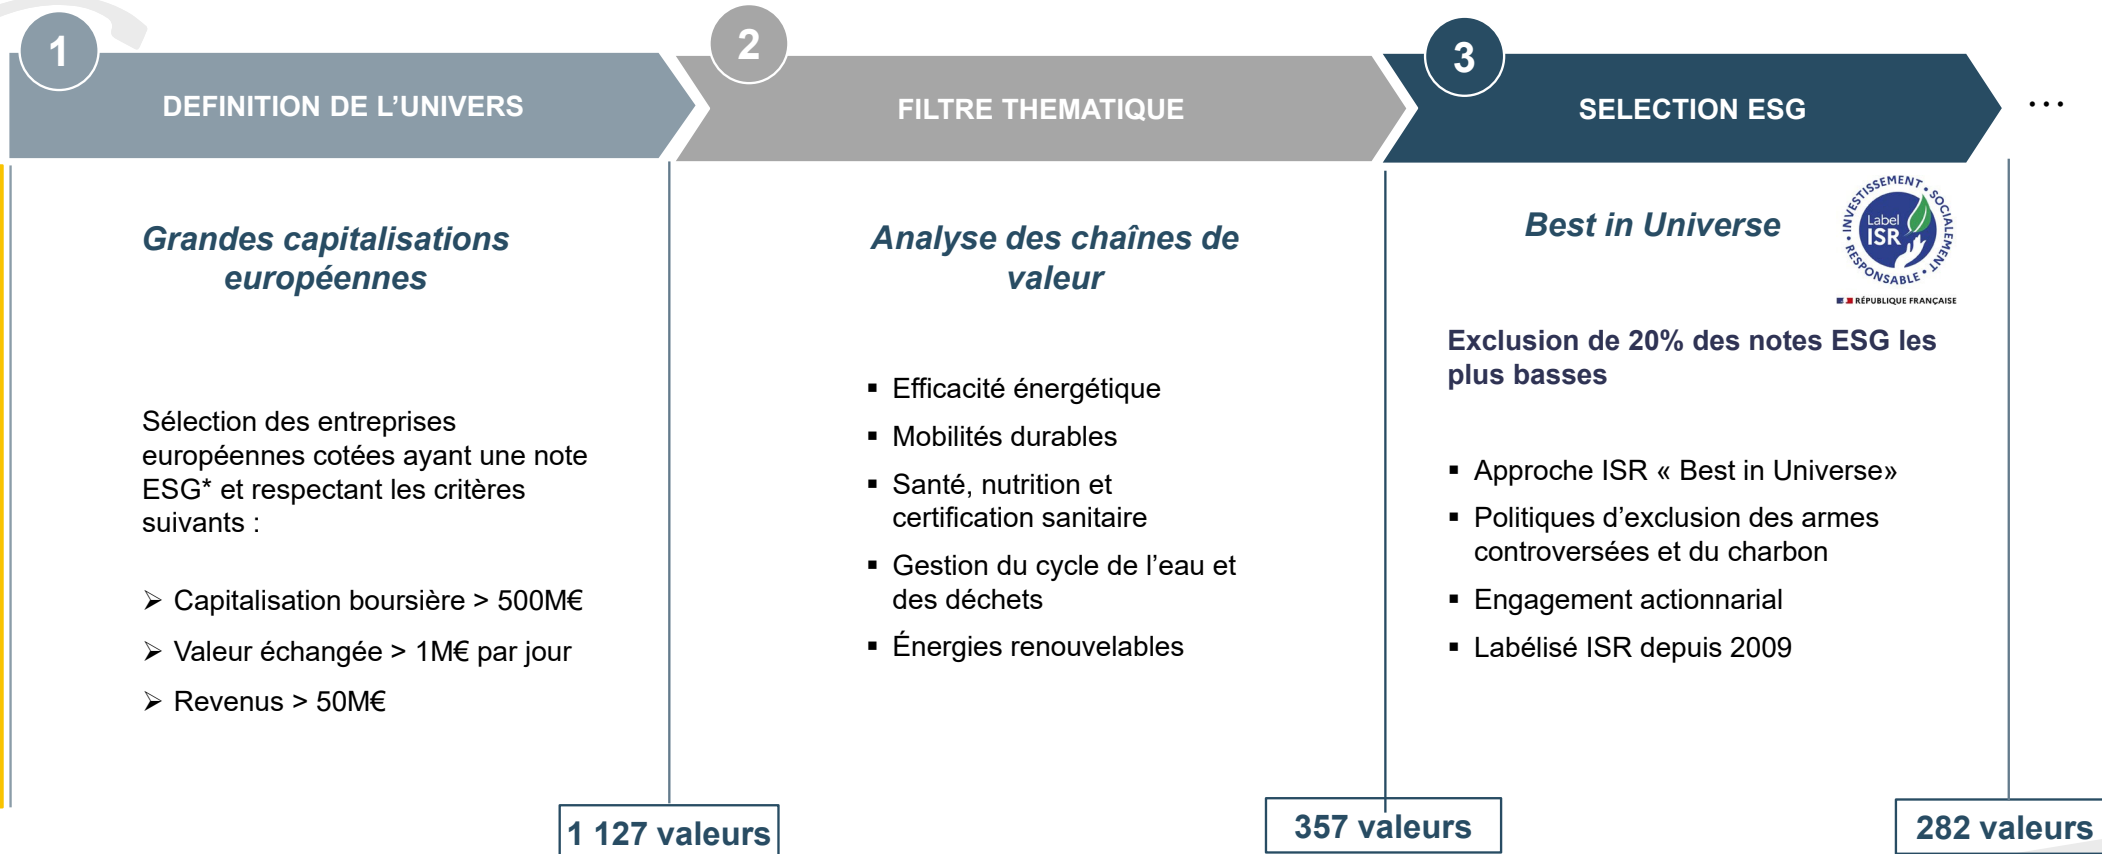 1
DEFINITION DE L’UNIVERS
Grandes capitalisations
européennes
Sélection des entreprises
européennes cotées ayant une note
ESG* et respectant les critères
suivants :
➢ Capitalisation boursière > 500M€
➢ Valeur échangée > 1M€ par jour
➢ Revenus > 50M€
1 127 valeurs
2
FILTRE THEMATIQUE
Analyse des chaînes de
valeur
▪ Efficacité énergétique
▪ Mobilités durables
▪ Santé, nutrition et
certification sanitaire
▪ Gestion du cycle de l’eau et
des déchets
▪ Énergies renouvelables
357 valeurs
3
SELECTION ESG
...
Best in Universe
INVESTISSEMENT • SOCIALEMENT • RESPONSABLE •
Label
ISR
RÉPUBLIQUE FRANÇAISE
Exclusion de 20% des notes ESG les
plus basses
▪ Approche ISR « Best in Universe»
▪ Politiques d’exclusion des armes
controversées et du charbon
▪ Engagement actionnarial
▪ Labélisé ISR depuis 2009
282 valeurs